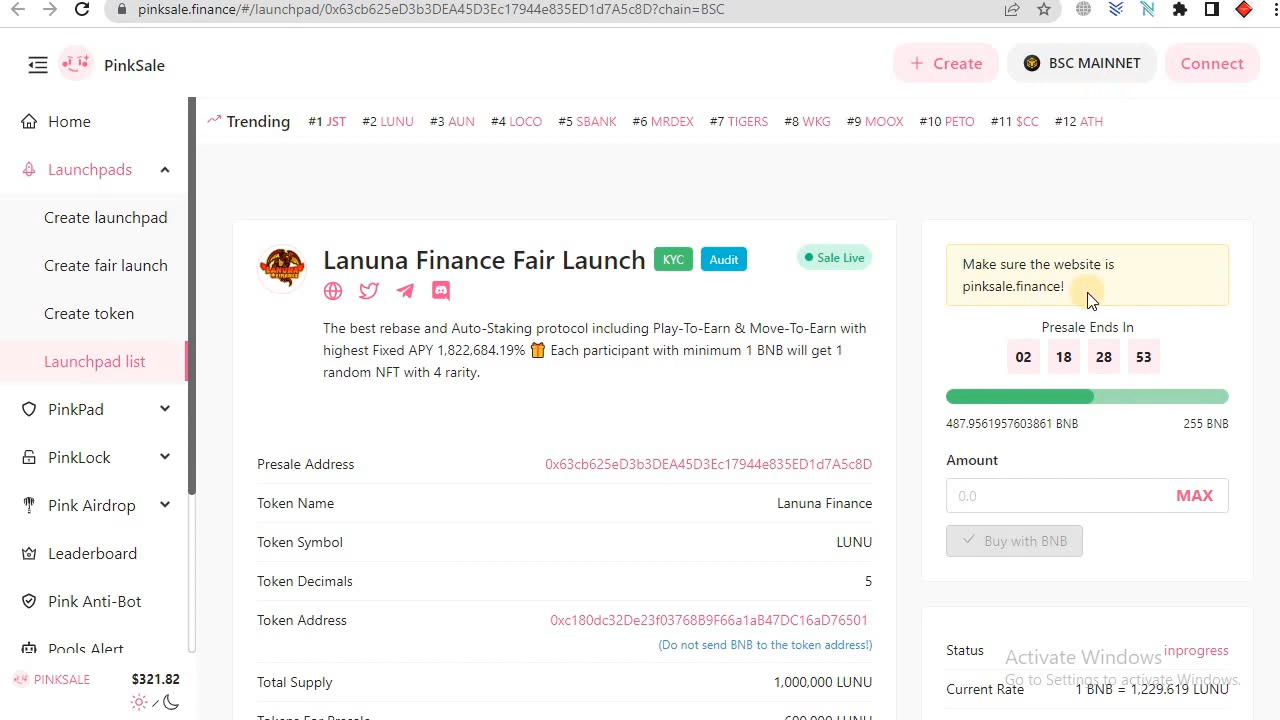 pinksale.finance/#/launchpad/0x63cb625eD3b3DEA45D3Ec17944e835ED1d7A5c8D?chain=BSC
PinkSale
+ Create
BSC MAINNET
Connect
Home
Launchpads
Create launchpad
Create fair launch
Create token
Launchpad list
PinkPad
PinkLock
Pink Airdrop
Leaderboard
Pink Anti-Bot
Pools Alert
PINKSALE $321.82
Trending #1 JST #2 LUNU #3 AUN #4 LOCO #5 SBANK #6 MRDEX #7 TIGERS #8 WKG #9 MOOX #10 PETO #11 $CC #12 ATH
Lanuna Finance Fair Launch KYC Audit Sale Live
The best rebase and Auto-Staking protocol including Play-To-Earn & Move-To-Earn with
highest Fixed APY 1,822,684.19% 🎁 Each participant with minimum 1 BNB will get 1
random NFT with 4 rarity.
Presale Address 0x63cb625eD3b3DEA45D3Ec17944e835ED1d7A5c8D
Token Name Lanuna Finance
Token Symbol LUNU
Token Decimals 5
Token Address 0xc180dc32De23f03768B9F66a1aB47DC16aD76501
(Do not send BNB to the token address!)
Total Supply 1,000,000 LUNU
Tokens For Presale 600,000 LUNU
Make sure the website is
pinksale.finance!
Presale Ends In
02 18 28 53
487.9561957603861 BNB 255 BNB
Amount
0.0 MAX
Buy with BNB
Status inprogress
Current Rate 1 BNB = 1,229.619 LUNU
Activate Windows
Go to Settings to activate Windows.